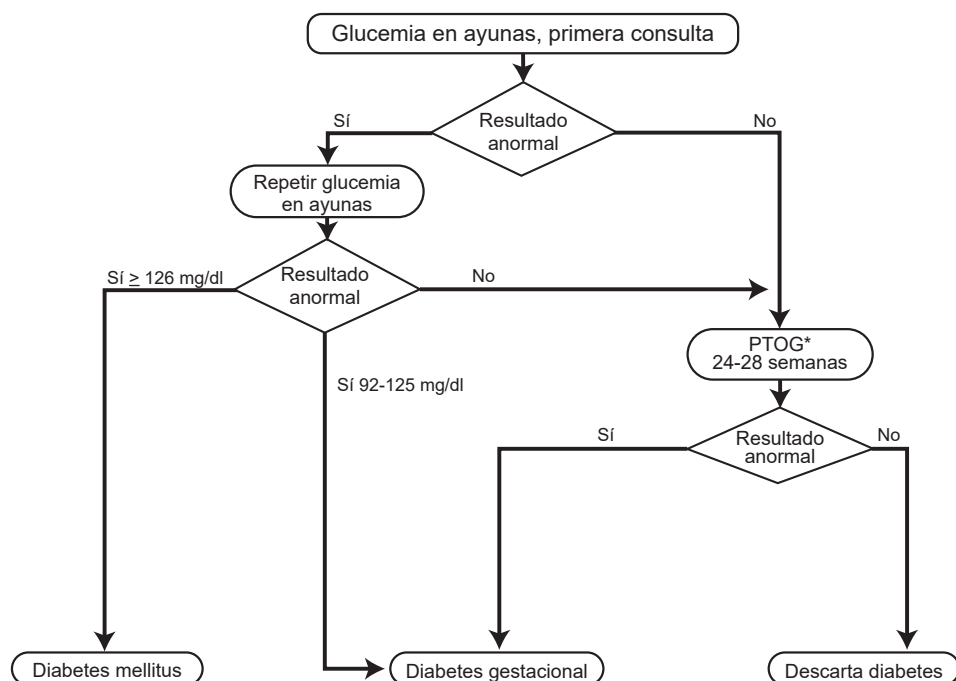 Glucemia en ayunas, primera consulta
Resultado
anormal
Sí
No
Repetir glucemia
en ayunas
Resultado
anormal
Sí ≥ 126 mg/dl
No
Sí 92-125 mg/dl
PTOG*
24-28 semanas
Resultado
anormal
Sí
No
Diabetes mellitus
Diabetes gestacional
Descarta diabetes